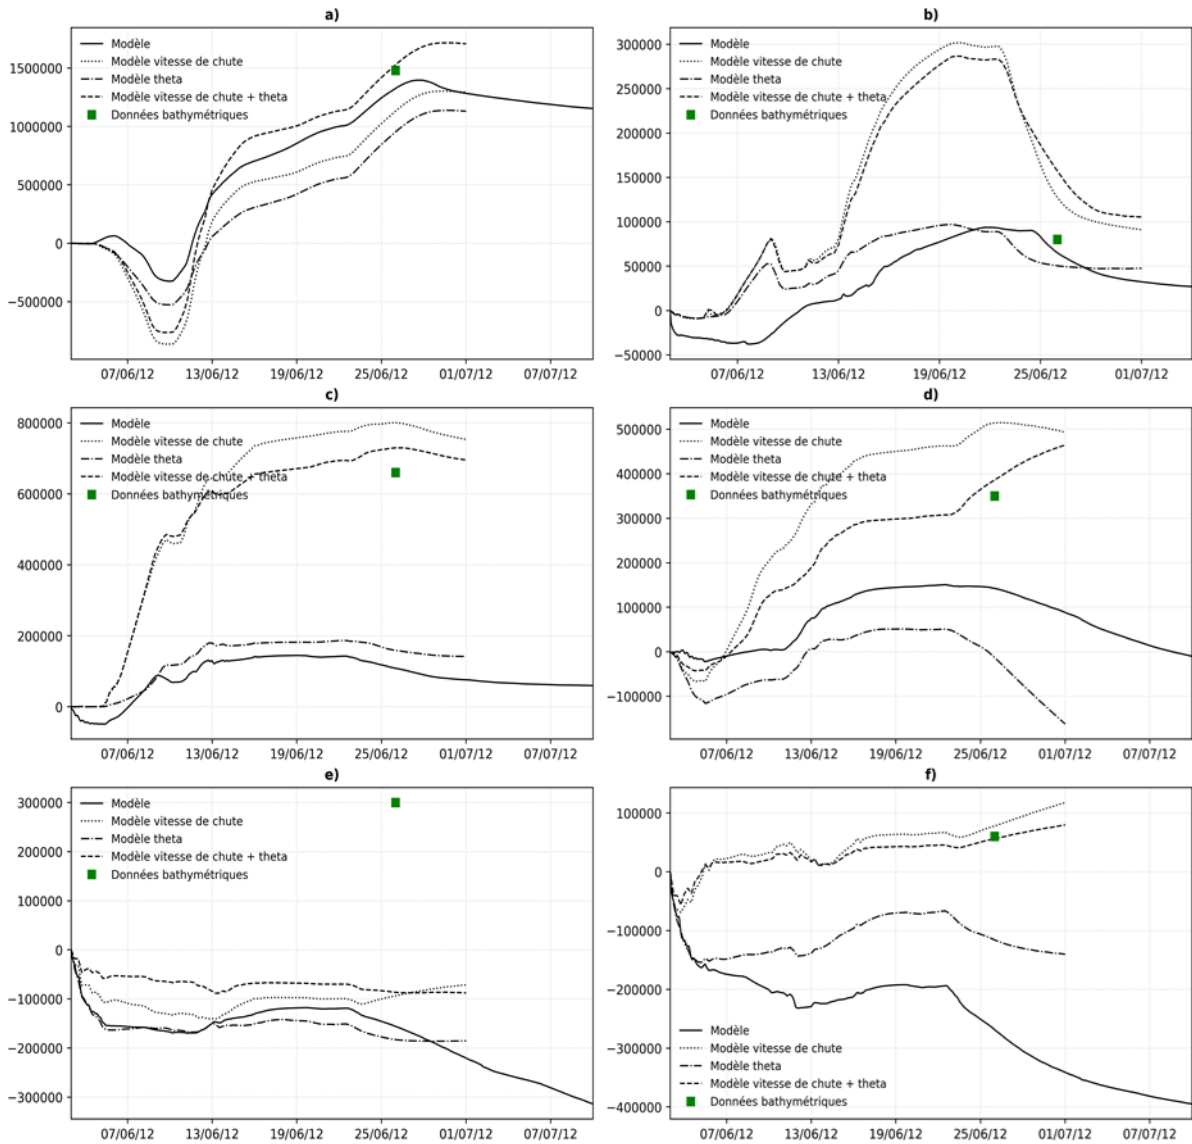 a)
1500000
1000000
500000
0
−500000
Modèle
Modèle vitesse de chute
Modèle theta
Modèle vitesse de chute + theta
Données bathymétriques
07/06/12 13/06/12 19/06/12 25/06/12 01/07/12 07/07/12
b)
300000
250000
200000
150000
100000
50000
0
−50000
Modèle
Modèle vitesse de chute
Modèle theta
Modèle vitesse de chute + theta
Données bathymétriques
07/06/12 13/06/12 19/06/12 25/06/12 01/07/12
c)
800000
600000
400000
200000
0
Modèle
Modèle vitesse de chute
Modèle theta
Modèle vitesse de chute + theta
Données bathymétriques
07/06/12 13/06/12 19/06/12 25/06/12 01/07/12 07/07/12
d)
500000
400000
300000
200000
100000
0
−100000
Modèle
Modèle vitesse de chute
Modèle theta
Modèle vitesse de chute + theta
Données bathymétriques
07/06/12 13/06/12 19/06/12 25/06/12 01/07/12 07/07/12
e)
300000
200000
100000
0
−100000
−200000
−300000
Modèle
Modèle vitesse de chute
Modèle theta
Modèle vitesse de chute + theta
Données bathymétriques
07/06/12 13/06/12 19/06/12 25/06/12 01/07/12 07/07/12
f)
100000
0
−100000
−200000
−300000
−400000
Modèle
Modèle vitesse de chute
Modèle theta
Modèle vitesse de chute + theta
Données bathymétriques
07/06/12 13/06/12 19/06/12 25/06/12 01/07/12 07/07/12